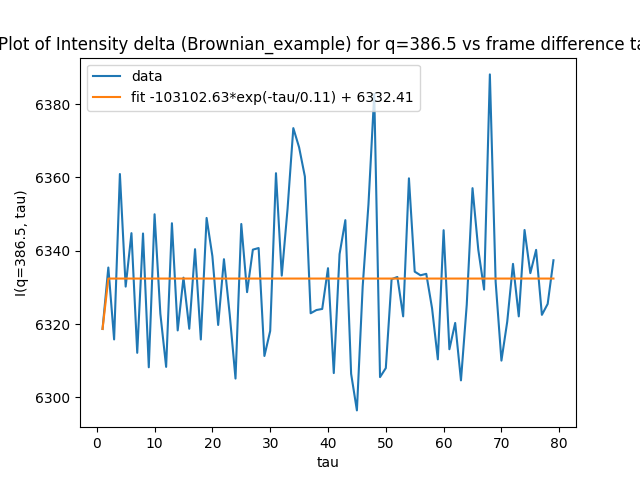 Plot of Intensity delta (Brownian_example) for q=386.5 vs frame difference ta
data
fit -103102.63*exp(-tau/0.11) + 6332.41
I(q=386.5, tau)
6380
6360
6340
6320
6300
0 10 20 30 40 50 60 70 80
tau